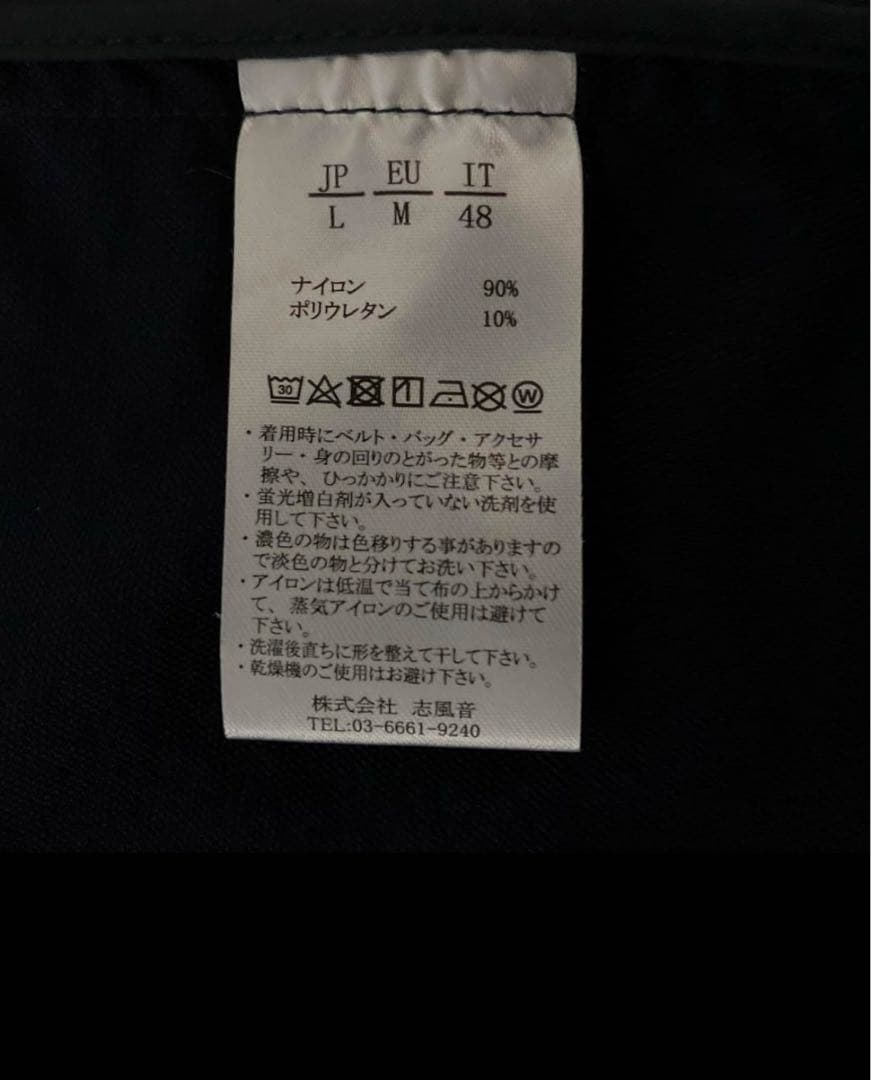 JP EU IT
L M 48
ナイロン 90%
ポリウレタン 10%
30 W
・着用時にベルト・バッグ・アクセサ
リー・身の回りのとがった物等との摩
擦や、ひっかかりにご注意下さい。
・蛍光増白剤が入っていない洗剤を使
用して下さい。
・濃色の物は色移りする事がありますの
で淡色の物と分けてお洗い下さい。
・アイロンは低温で当て布の上からかけ
て、蒸気アイロンのご使用は避けて
下さい。
・洗濯後直ちに形を整えて干して下さい。
・乾燥機のご使用はお避け下さい。
株式会社 志風音
TEL:03-6661-9240